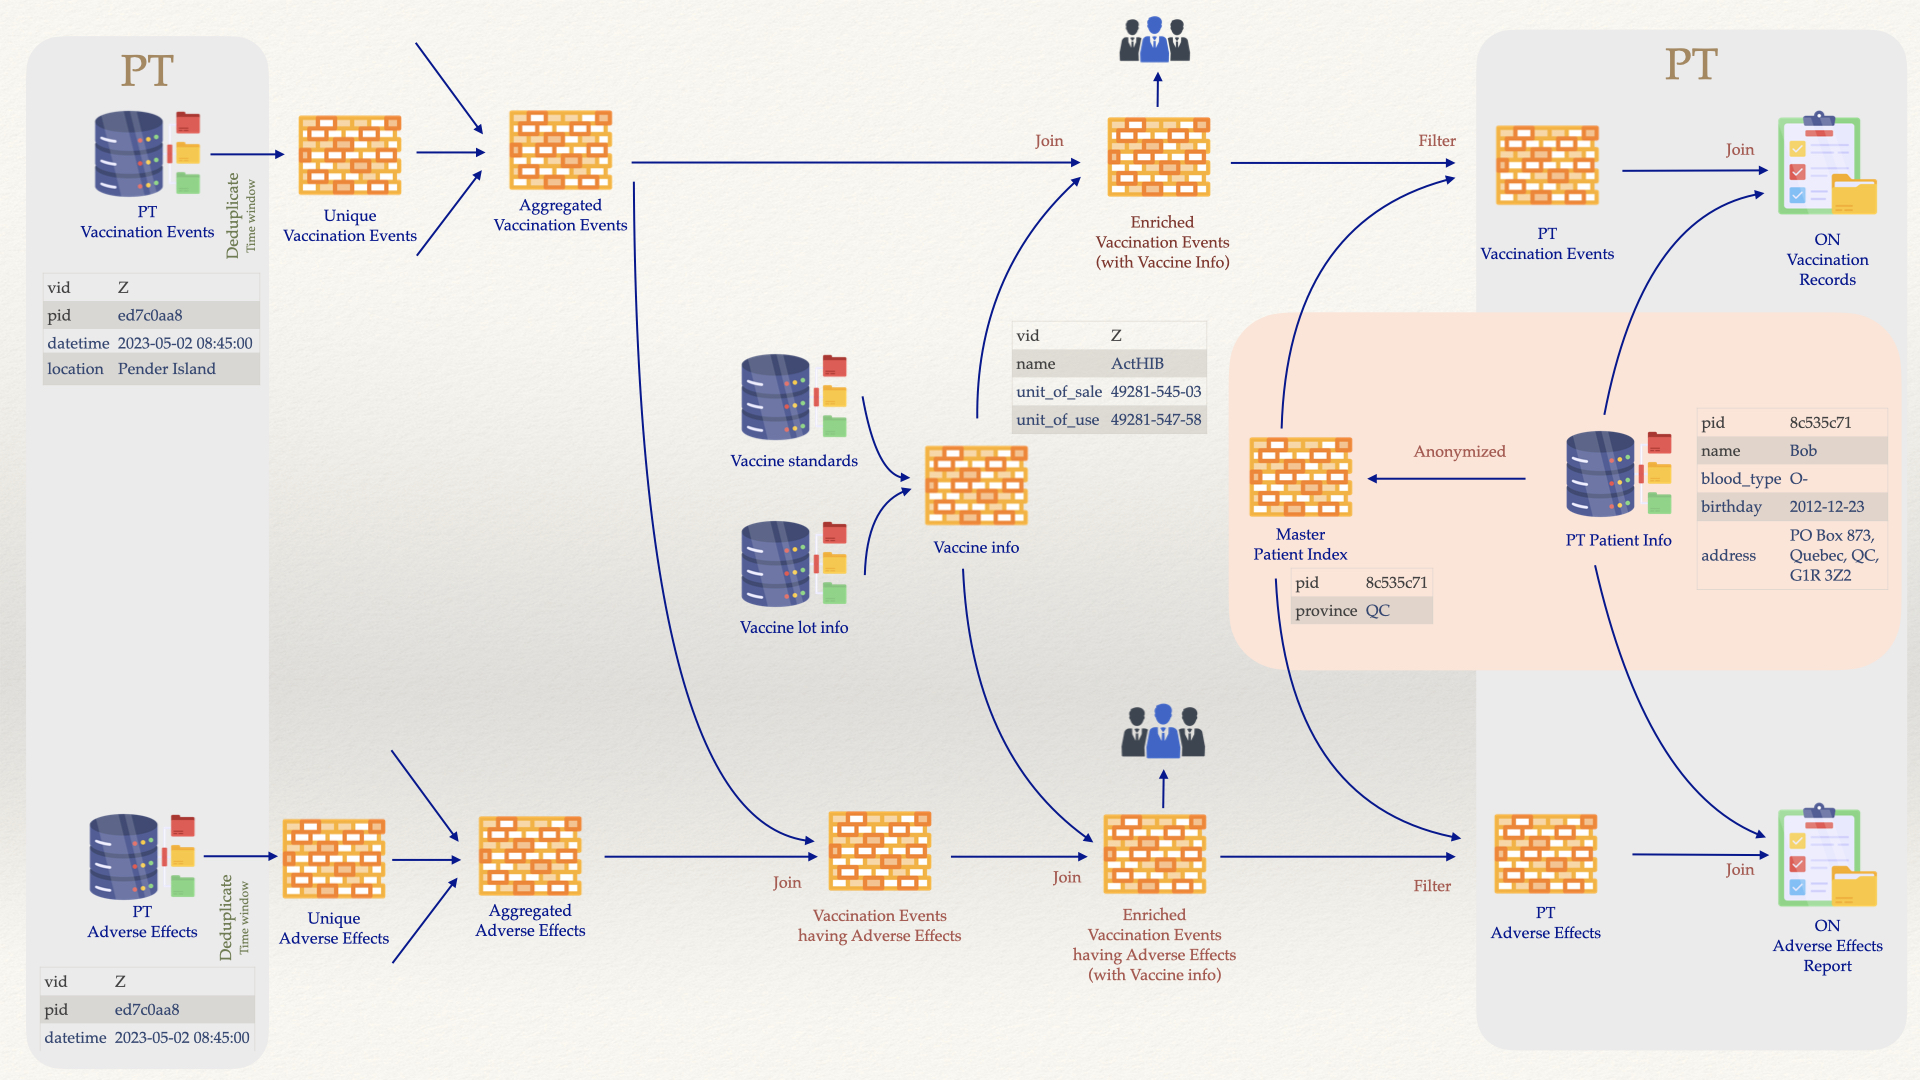 PT
PT
Vaccination Events
Deduplicate
Time window
vid Z
pid ed7c0aa8
datetime 2023-05-02 08:45:00
location Pender Island
Unique
Vaccination Events
Aggregated
Vaccination Events
Join
Enriched
Vaccination Events
(with Vaccine Info)
Filter
PT
PT
Vaccination Events
Join
ON
Vaccination
Records
Vaccine standards
Vaccine lot info
Vaccine info
vid Z
name ActHIB
unit_of_sale 49281-545-03
unit_of_use 49281-547-58
Master
Patient Index
pid 8c535c71
province QC
Anonymized
PT Patient Info
pid 8c535c71
name Bob
blood_type O-
birthday 2012-12-23
address PO Box 873,
Quebec, QC,
G1R 3Z2
PT
Adverse Effects
Deduplicate
Time window
vid Z
pid ed7c0aa8
datetime 2023-05-02 08:45:00
Unique
Adverse Effects
Aggregated
Adverse Effects
Join
Vaccination Events
having Adverse Effects
Join
Enriched
Vaccination Events
having Adverse Effects
(with Vaccine info)
Filter
PT
Adverse Effects
Join
ON
Adverse Effects
Report